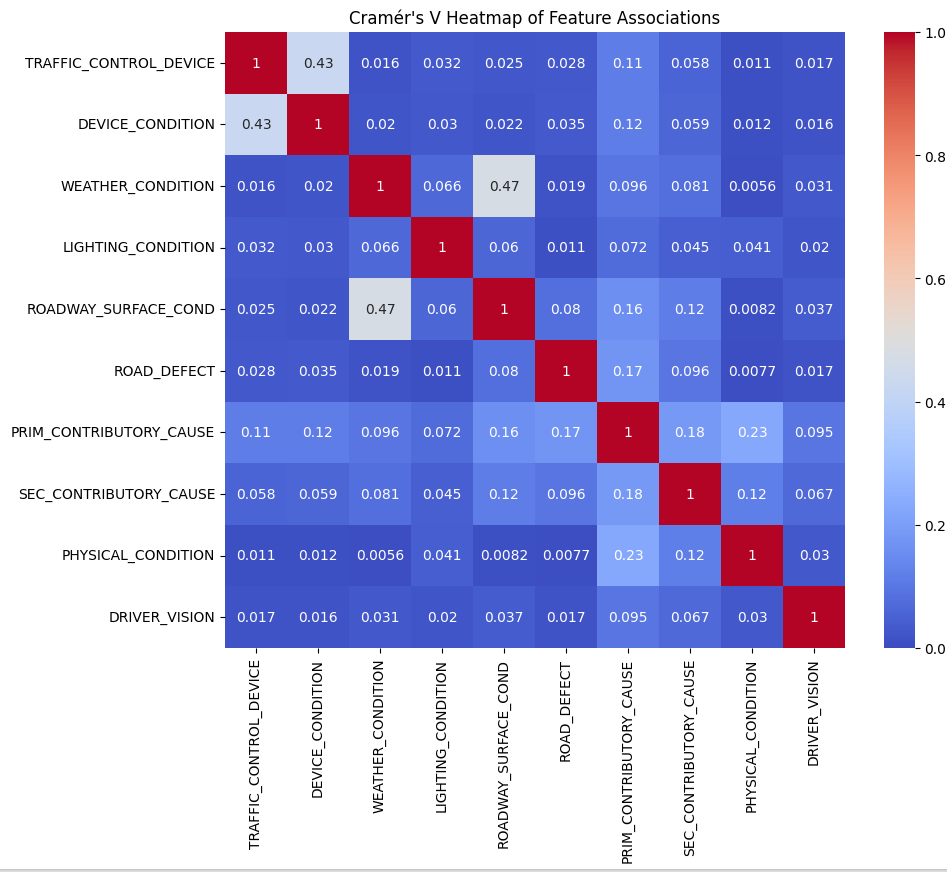 Cramér's V Heatmap of Feature Associations
TRAFFIC_CONTROL_DEVICE 1 0.43 0.016 0.032 0.025 0.028 0.11 0.058 0.011 0.017
DEVICE_CONDITION 0.43 1 0.02 0.03 0.022 0.035 0.12 0.059 0.012 0.016
WEATHER_CONDITION 0.016 0.02 1 0.066 0.47 0.019 0.096 0.081 0.0056 0.031
LIGHTING_CONDITION 0.032 0.03 0.066 1 0.06 0.011 0.072 0.045 0.041 0.02
ROADWAY_SURFACE_COND 0.025 0.022 0.47 0.06 1 0.08 0.16 0.12 0.0082 0.037
ROAD_DEFECT 0.028 0.035 0.019 0.011 0.08 1 0.17 0.096 0.0077 0.017
PRIM_CONTRIBUTORY_CAUSE 0.11 0.12 0.096 0.072 0.16 0.17 1 0.18 0.23 0.095
SEC_CONTRIBUTORY_CAUSE 0.058 0.059 0.081 0.045 0.12 0.096 0.18 1 0.12 0.067
PHYSICAL_CONDITION 0.011 0.012 0.0056 0.041 0.0082 0.0077 0.23 0.12 1 0.03
DRIVER_VISION 0.017 0.016 0.031 0.02 0.037 0.017 0.095 0.067 0.03 1
TRAFFIC_CONTROL_DEVICE
DEVICE_CONDITION
WEATHER_CONDITION
LIGHTING_CONDITION
ROADWAY_SURFACE_COND
ROAD_DEFECT
PRIM_CONTRIBUTORY_CAUSE
SEC_CONTRIBUTORY_CAUSE
PHYSICAL_CONDITION
DRIVER_VISION
1.0
0.8
0.6
0.4
0.2
0.0